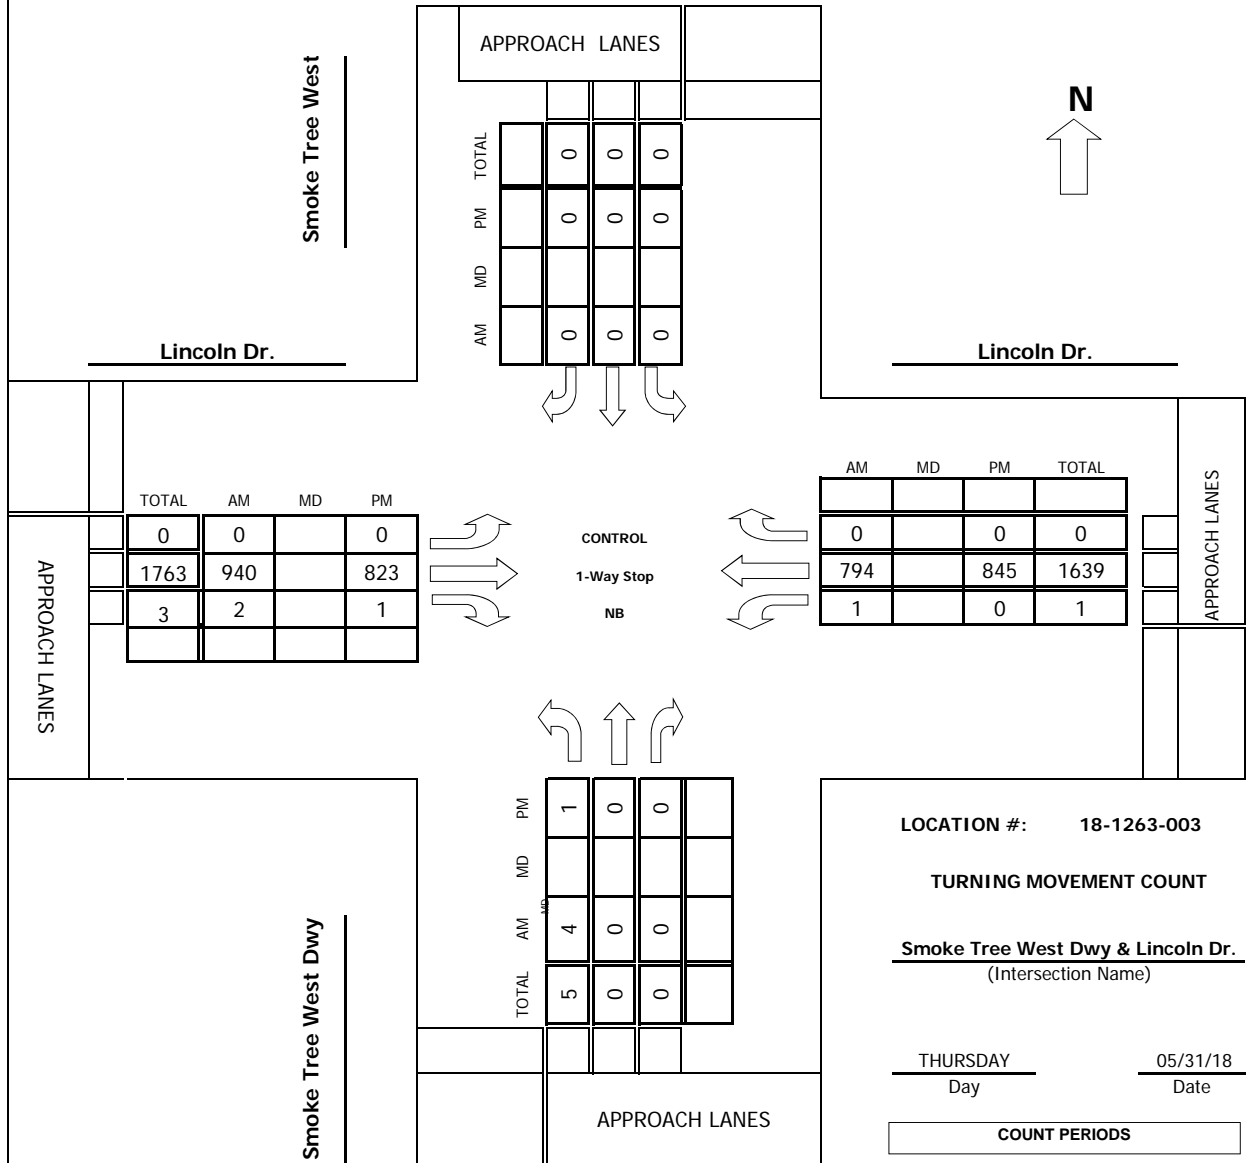 APPROACH LANES
Smoke Tree West
N
TOTAL 0 0 0
PM 0 0 0
MD
AM 0 0 0
Lincoln Dr.
Lincoln Dr.
TOTAL AM MD PM
0 0 0
1763 940 823
3 2 1
APPROACH LANES
CONTROL
1-Way Stop
NB
AM MD PM TOTAL
0 0 0
794 845 1639
1 0 1
APPROACH LANES
PM 1 0 0
MD
MD
AM 4 0 0
TOTAL 5 0 0
Smoke Tree West Dwy
APPROACH LANES
LOCATION #: 18-1263-003
TURNING MOVEMENT COUNT
Smoke Tree West Dwy & Lincoln Dr.
(Intersection Name)
THURSDAY 05/31/18
Day Date
COUNT PERIODS